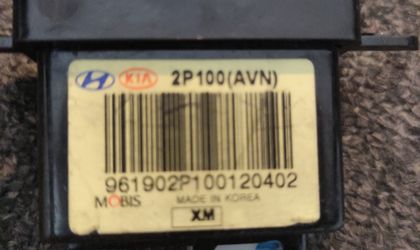 KIA 2P100(AVN)
961902P100120402
MOBIS MADE IN KOREA
XM